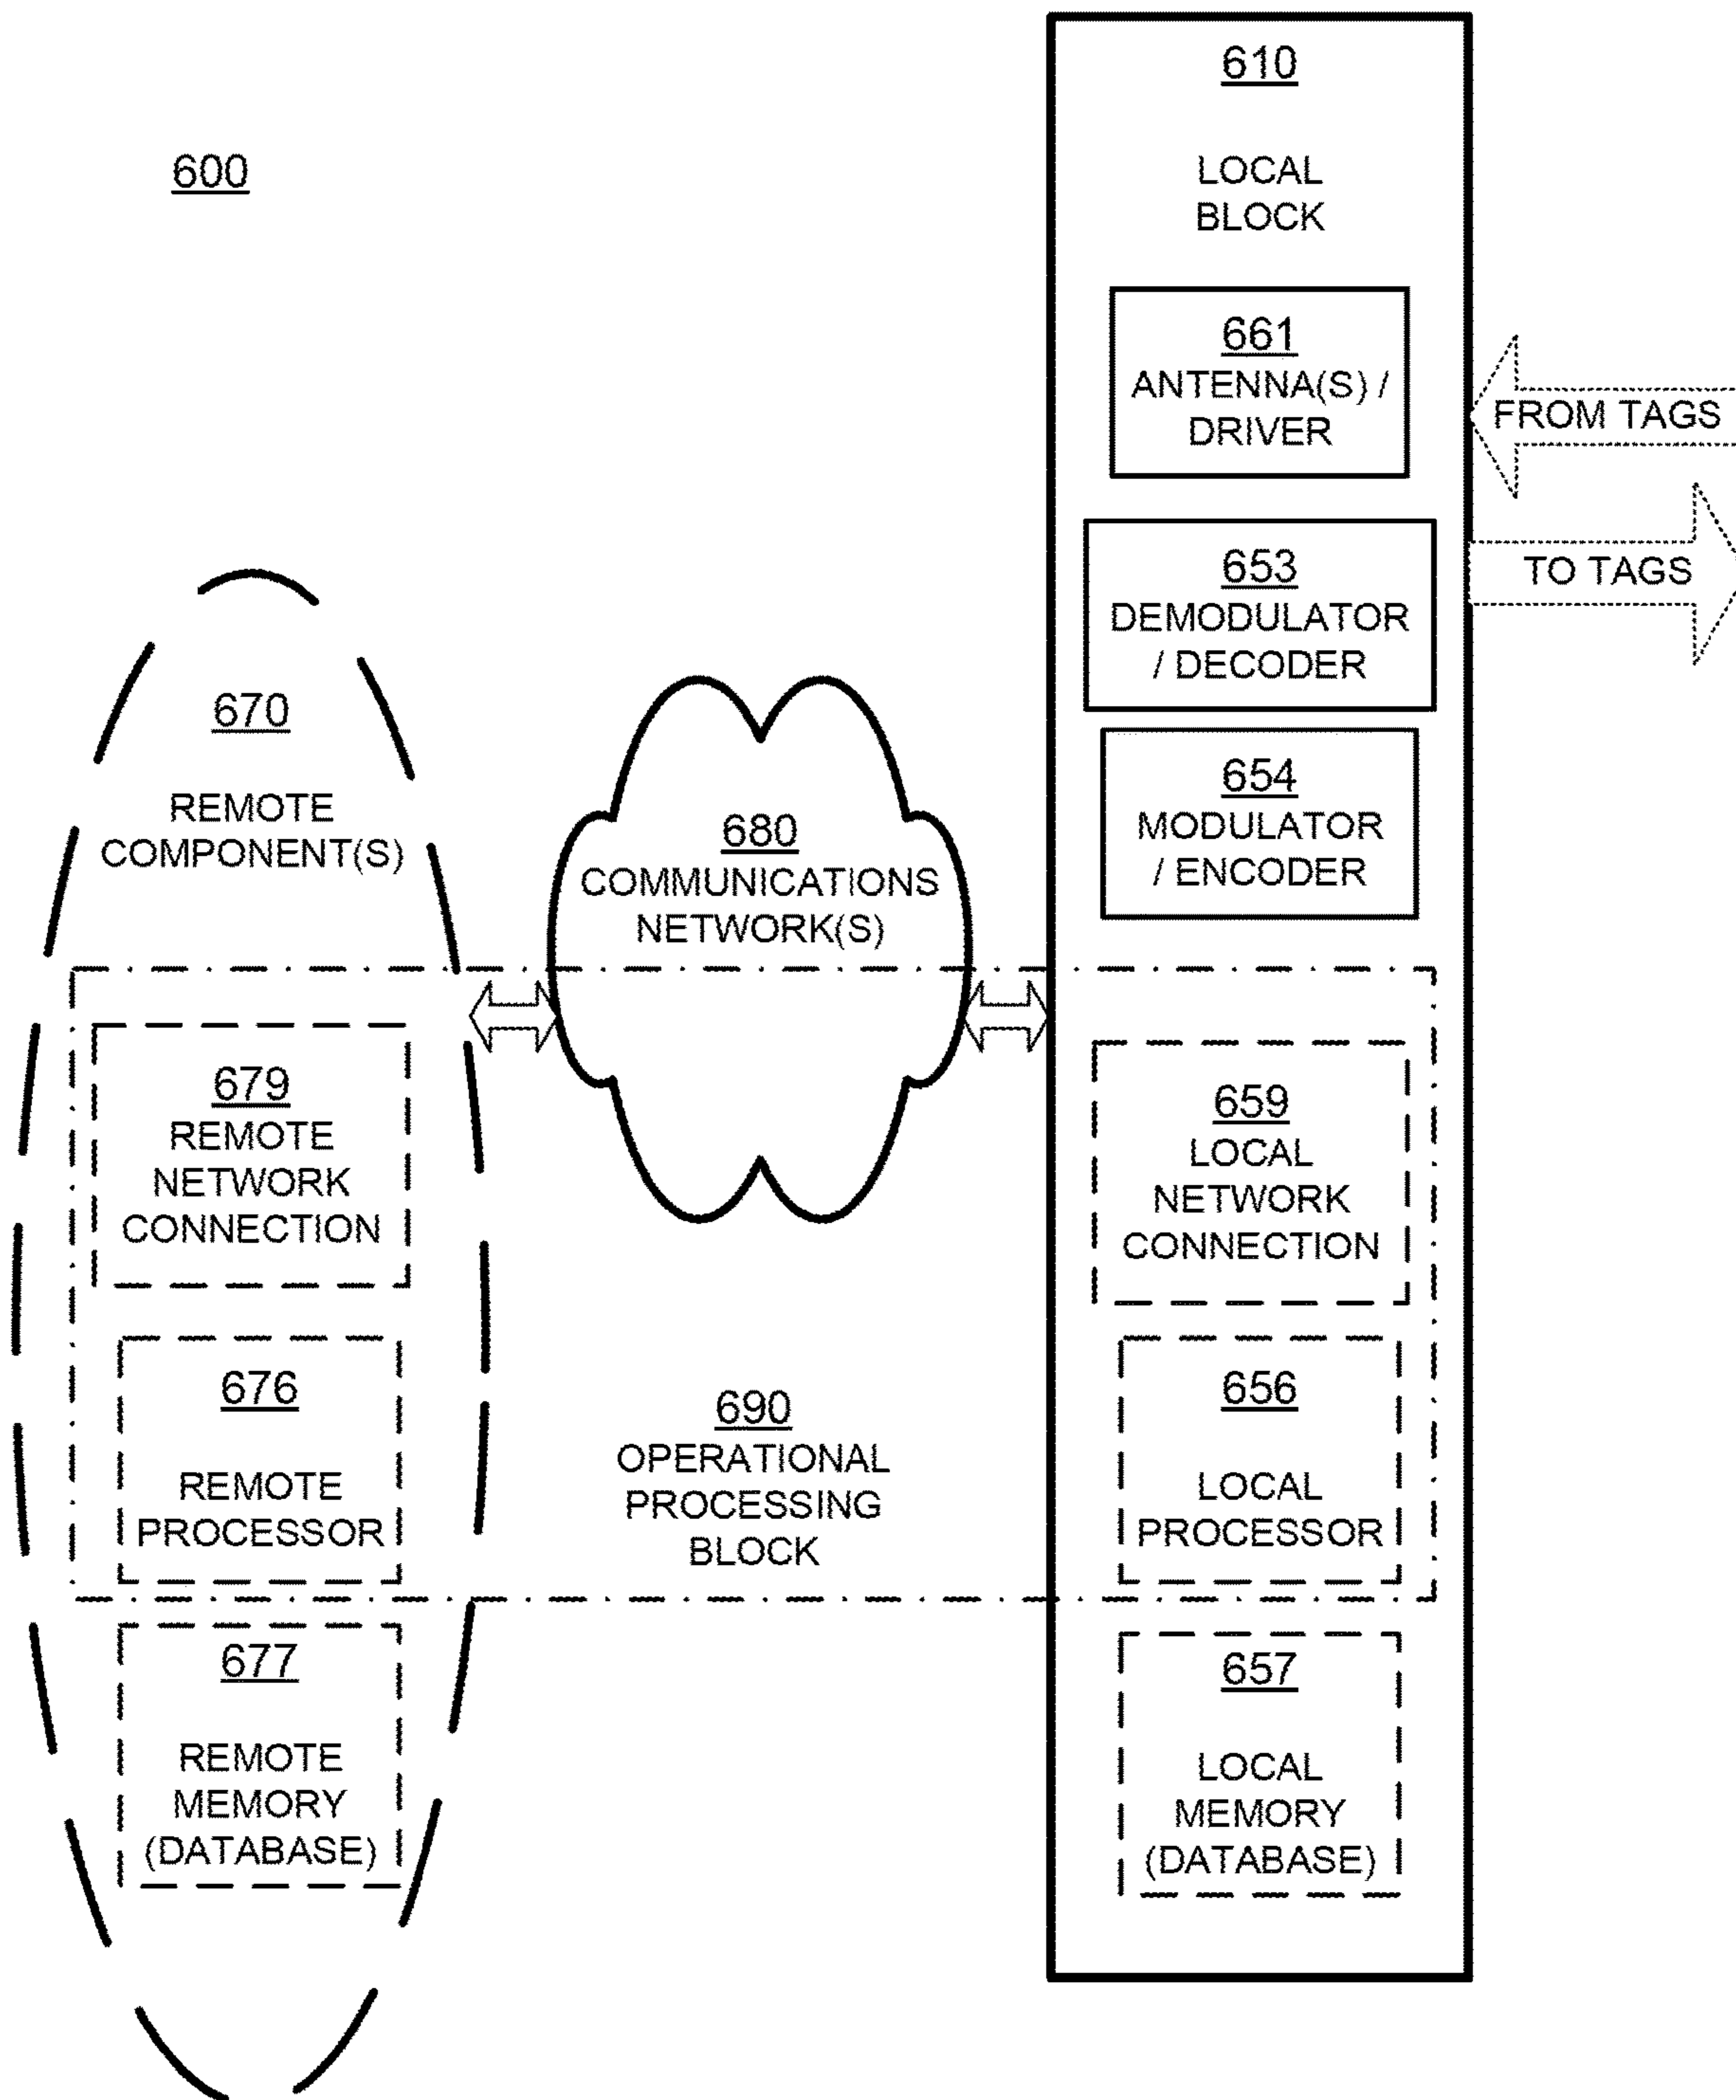 600
610
LOCAL
BLOCK
661
ANTENNA(S) /
DRIVER
FROM TAGS
653
DEMODULATOR
/ DECODER
TO TAGS
654
MODULATOR
/ ENCODER
670
REMOTE
COMPONENT(S)
680
COMMUNICATIONS
NETWORK(S)
679
REMOTE
NETWORK
CONNECTION
659
LOCAL
NETWORK
CONNECTION
676
REMOTE
PROCESSOR
690
OPERATIONAL
PROCESSING
BLOCK
656
LOCAL
PROCESSOR
677
REMOTE
MEMORY
(DATABASE)
657
LOCAL
MEMORY
(DATABASE)